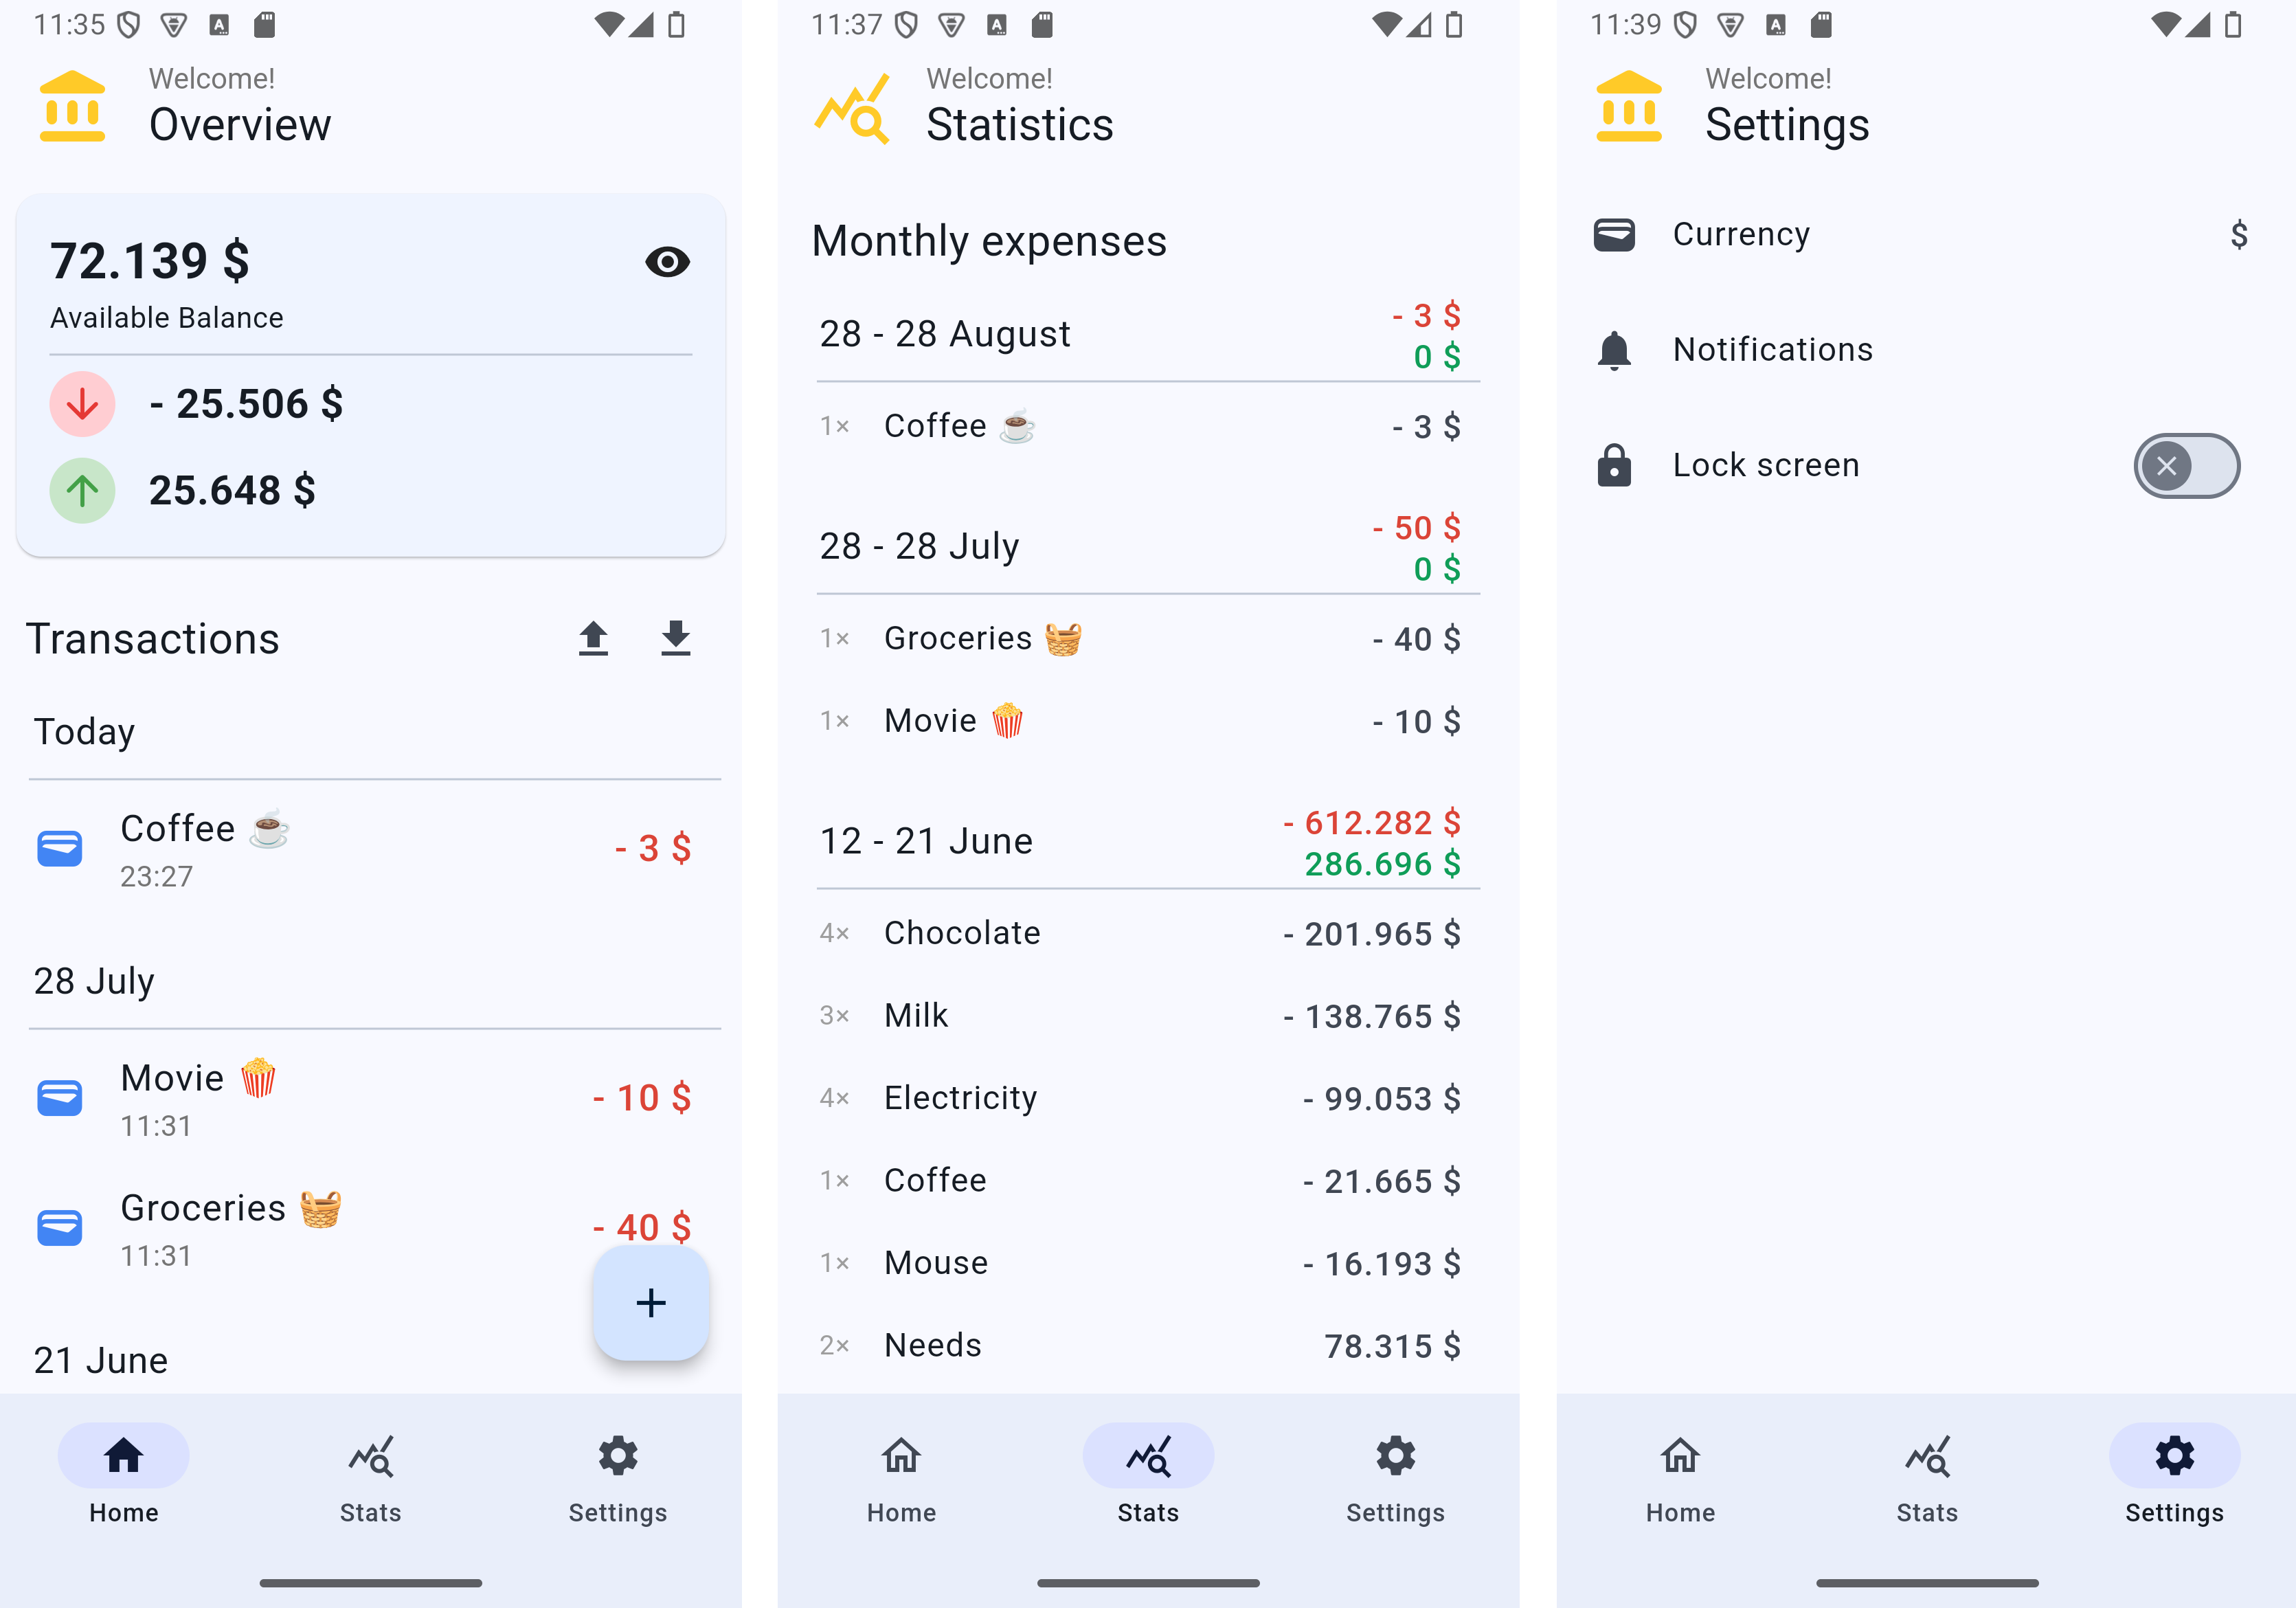 11:35
Welcome!
Overview
72.139 $
Available Balance
- 25.506 $
25.648 $
Transactions
Today
Coffee ☕ - 3 $
23:27
28 July
Movie 🍿 - 10 $
11:31
Groceries 🧺 - 40 $
11:31
+
21 June
Home Stats Settings
11:37
Welcome!
Statistics
Monthly expenses
28 - 28 August - 3 $
0 $
1× Coffee ☕ - 3 $
28 - 28 July - 50 $
0 $
1× Groceries 🧺 - 40 $
1× Movie 🍿 - 10 $
12 - 21 June - 612.282 $
286.696 $
4× Chocolate - 201.965 $
3× Milk - 138.765 $
4× Electricity - 99.053 $
1× Coffee - 21.665 $
1× Mouse - 16.193 $
2× Needs 78.315 $
Home Stats Settings
11:39
Welcome!
Settings
Currency $
Notifications
Lock screen
Home Stats Settings